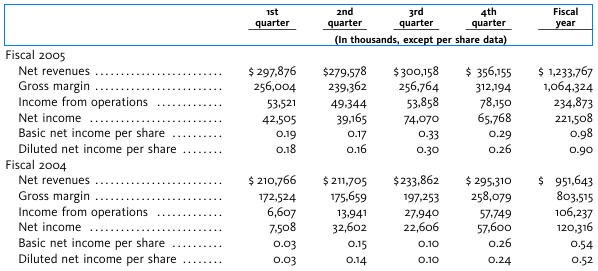 1st 2nd 3rd 4th Fiscal
quarter quarter quarter quarter year
(In thousands, except per share data)
Fiscal 2005
Net revenues ........................ $ 297,876 $279,578 $300,158 $ 356,155 $ 1,233,767
Gross margin ........................ 256,004 239,362 256,764 312,194 1,064,324
Income from operations ............. 53,521 49,344 53,858 78,150 234,873
Net income .......................... 42,505 39,165 74,070 65,768 221,508
Basic net income per share .......... 0.19 0.17 0.33 0.29 0.98
Diluted net income per share ........ 0.18 0.16 0.30 0.26 0.90
Fiscal 2004
Net revenues ........................ $ 210,766 $ 211,705 $233,862 $ 295,310 $ 951,643
Gross margin ........................ 172,524 175,659 197,253 258,079 803,515
Income from operations ............. 6,607 13,941 27,940 57,749 106,237
Net income .......................... 7,508 32,602 22,606 57,600 120,316
Basic net income per share .......... 0.03 0.15 0.10 0.26 0.54
Diluted net income per share ........ 0.03 0.14 0.10 0.24 0.52